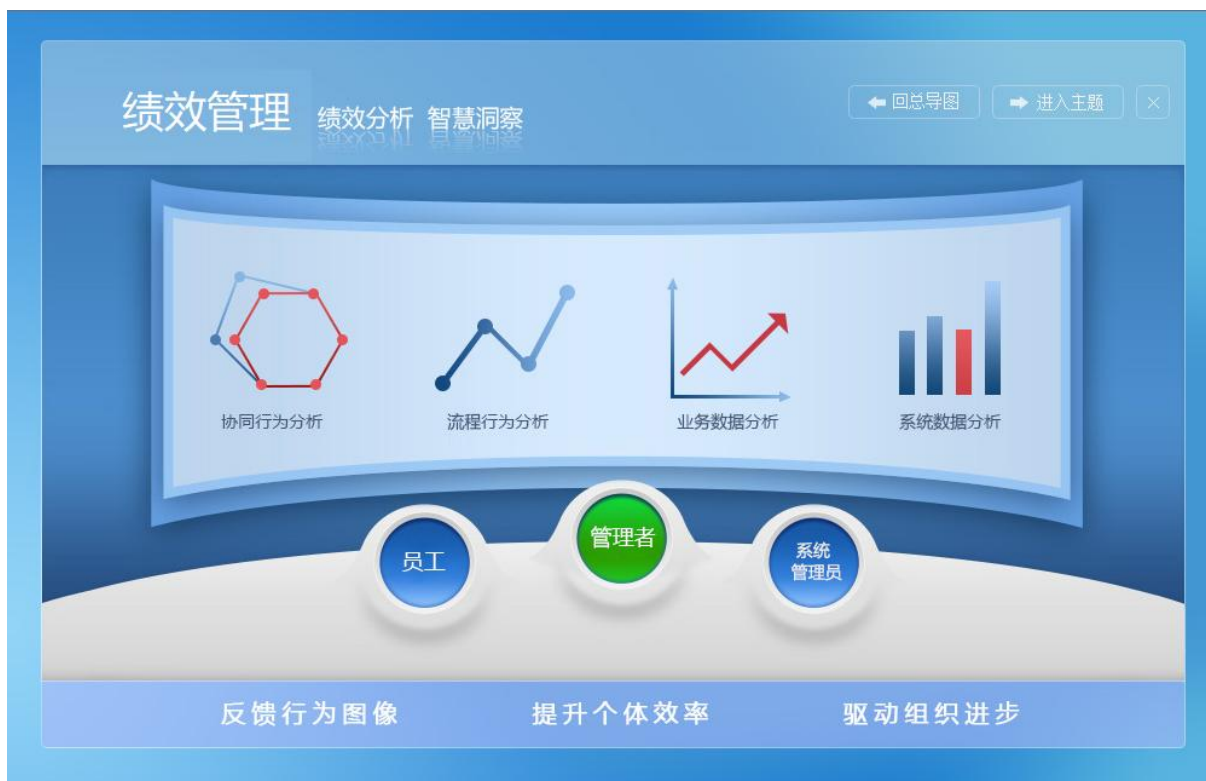 绩效管理 绩效分析 智慧洞察
回总导图 进入主题
协同行为分析 流程行为分析 业务数据分析 系统数据分析
员工
管理者
系统
管理员
反馈行为图像 提升个体效率 驱动组织进步